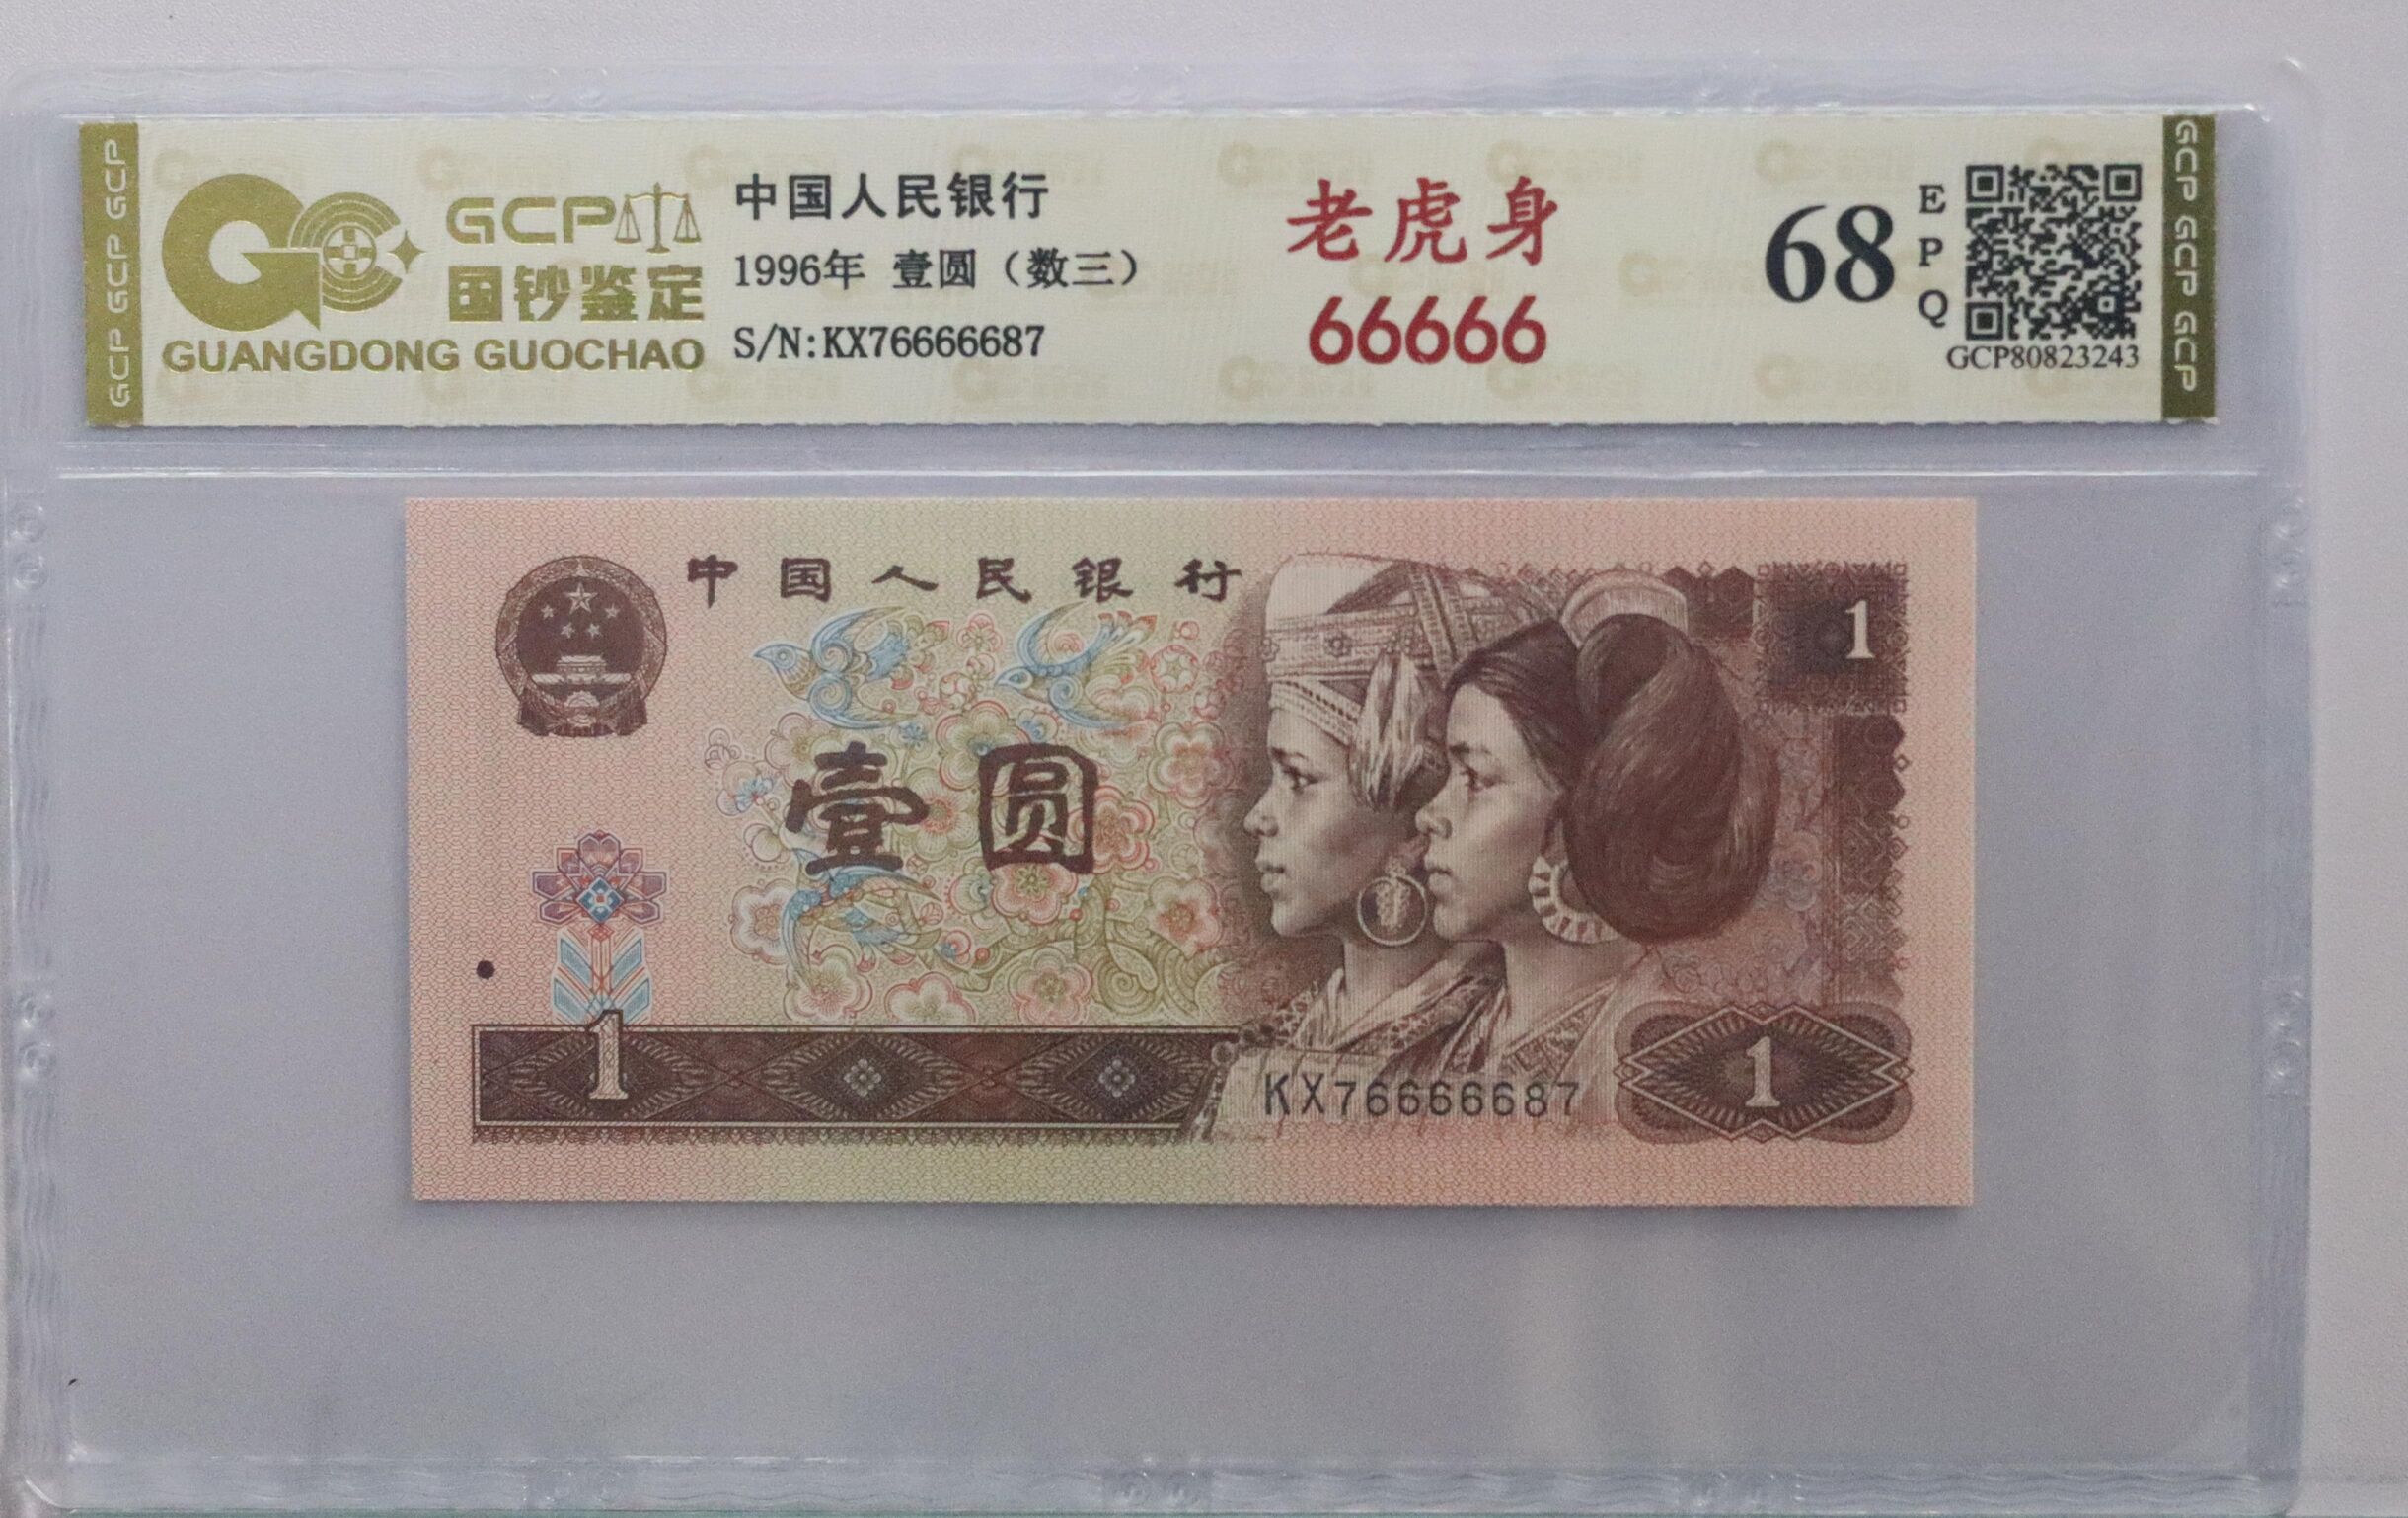 GCP GCP GCP
GCP
国钞鉴定
GUANGDONG GUOCHAO
中国人民银行
1996年 壹圆（数三）
S/N:KX76666687
老虎身
66666
68
EPQ
GCP80823243
GCP GCP GCP
中国人民银行
1
壹圆
1
KX76666687
1